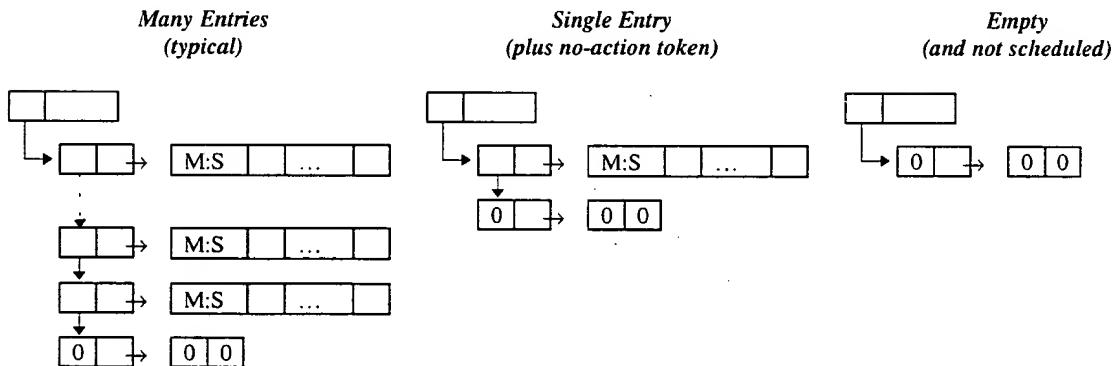 Many Entries
(typical)
Single Entry
(plus no-action token)
Empty
(and not scheduled)
M:S ...
M:S ...
0 0 0
0 0 0
M:S ...
M:S ...
0 0 0